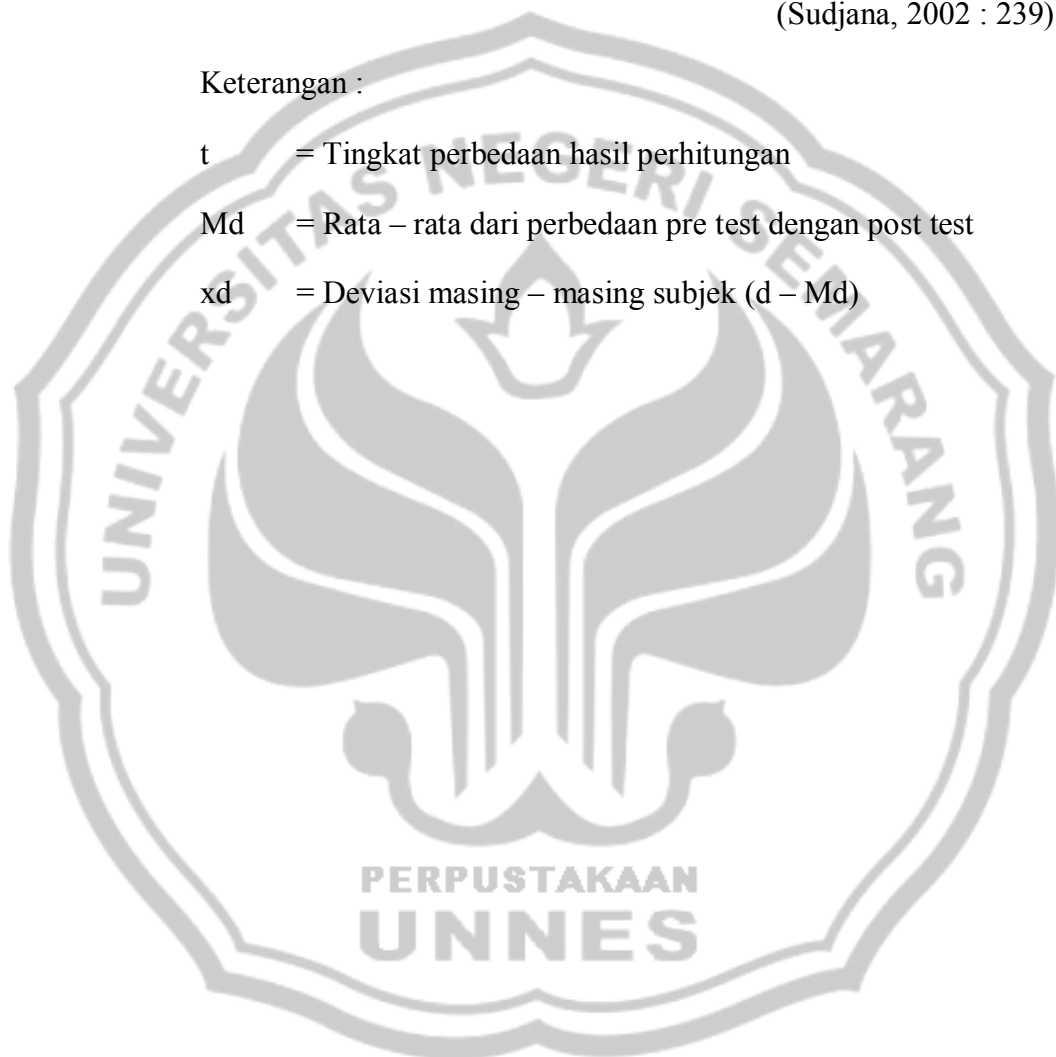 (Sudjana, 2002 : 239)
Keterangan :
t = Tingkat perbedaan hasil perhitungan
Md = Rata – rata dari perbedaan pre test dengan post test
xd = Deviasi masing – masing subjek (d – Md)
UNIVERSITAS NEGERI SEMARANG
PERPUSTAKAAN
UNNES